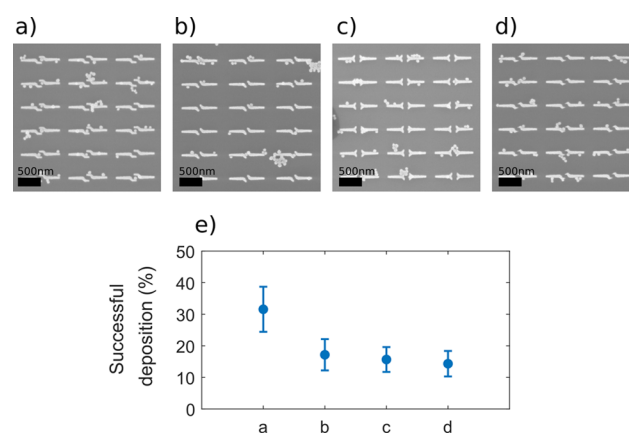 a) b) c) d)
500nm 500nm 500nm 500nm
e)
50
40
30
20
10
0
Successful
deposition (%)
a b c d